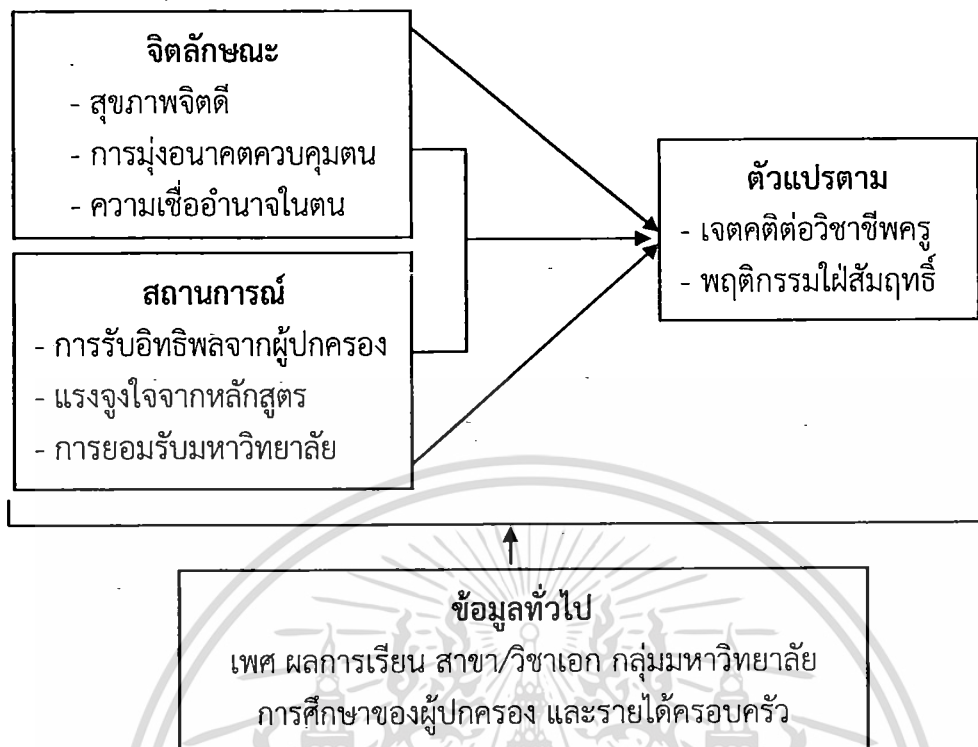 จิตลักษณะ
- สุขภาพจิตดี
- การมุ่งอนาคตควบคุมตน
- ความเชื่ออำนาจในตน
สถานการณ์
- การรับอิทธิพลจากผู้ปกครอง
- แรงจูงใจจากหลักสูตร
- การยอมรับมหาวิทยาลัย
ตัวแปรตาม
- เจตคติต่อวิชาชีพครู
- พฤติกรรมใฝ่สัมฤทธิ์
ข้อมูลทั่วไป
เพศ ผลการเรียน สาขา/วิชาเอก กลุ่มมหาวิทยาลัย
การศึกษาของผู้ปกครอง และรายได้ครอบครัว